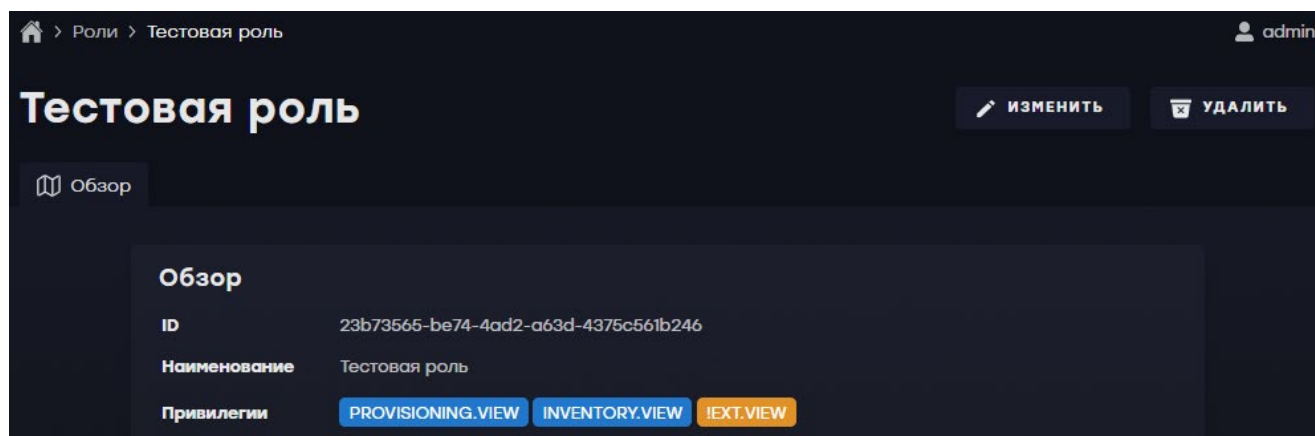 > Роли > Тестовая роль admin
Тестовая роль ИЗМЕНИТЬ УДАЛИТЬ
Обзор
Обзор
ID 23b73565-be74-4ad2-a63d-4375c561b246
Наименование Тестовая роль
Привилегии PROVISIONING.VIEW INVENTORY.VIEW !EXT.VIEW